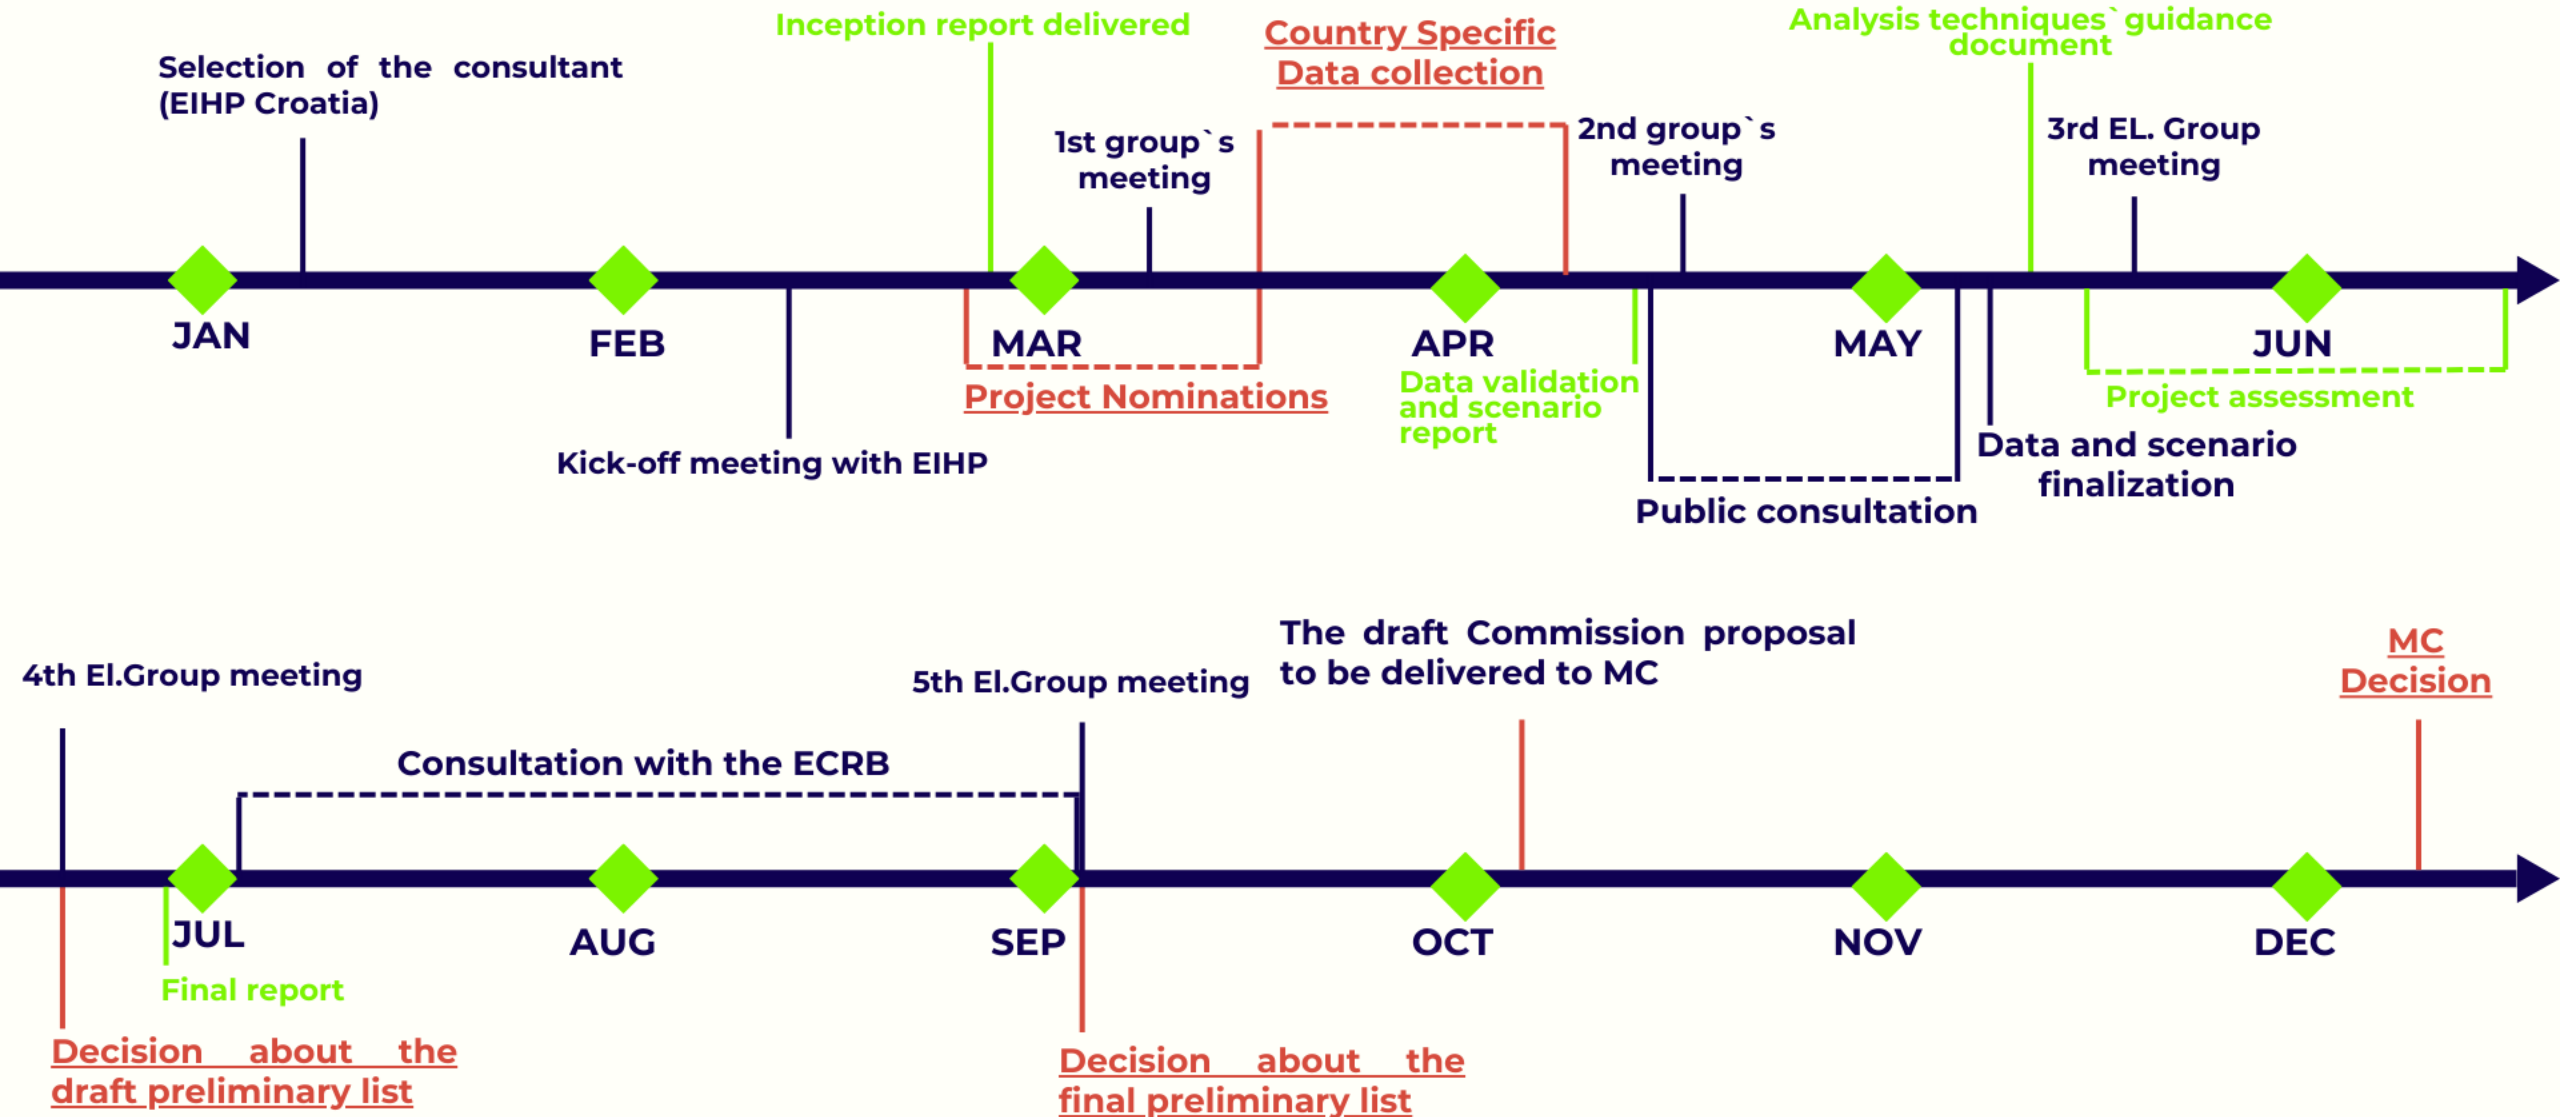 Inception report delivered
Country Specific
Data collection
Analysis techniques`guidance
document
Selection of the consultant
(EIHP Croatia)
1st group`s
meeting
2nd group`s
meeting
3rd EL. Group
meeting
JAN
FEB
MAR
APR
MAY
JUN
Project Nominations
Data validation
and scenario
report
Project assessment
Kick-off meeting with EIHP
Data and scenario
finalization
Public consultation
4th El.Group meeting
5th El.Group meeting
The draft Commission proposal
to be delivered to MC
MC
Decision
Consultation with the ECRB
JUL
AUG
SEP
OCT
NOV
DEC
Final report
Decision about the
draft preliminary list
Decision about the
final preliminary list